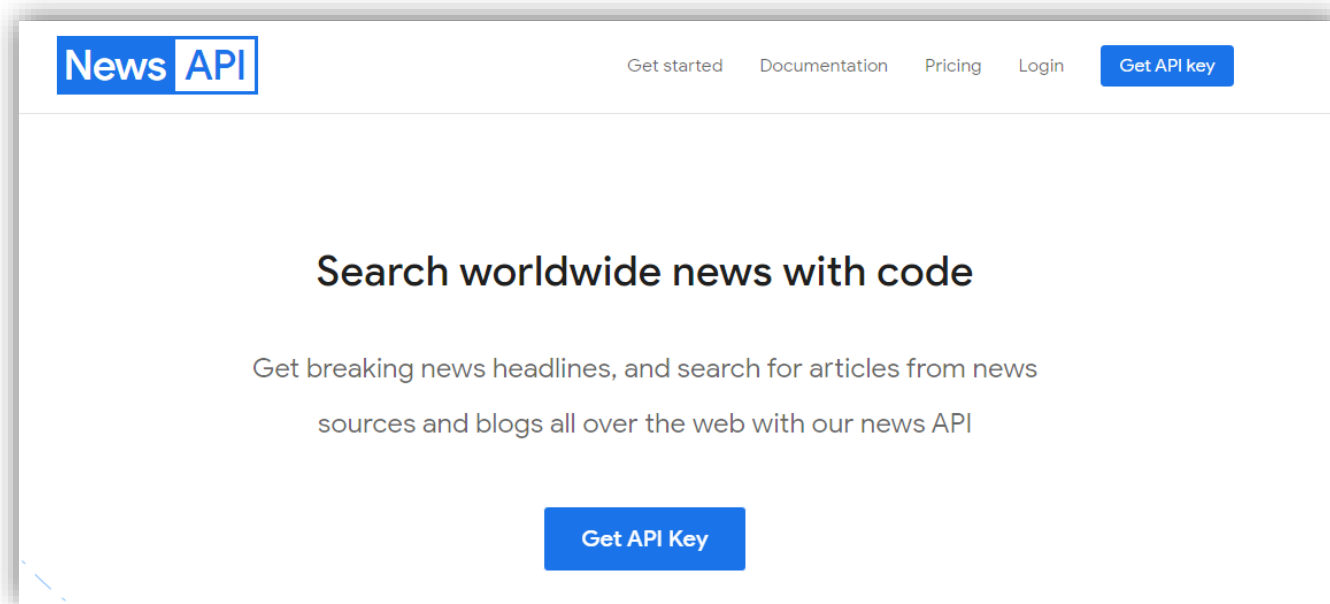 News API
Get started Documentation Pricing Login Get API key
Search worldwide news with code
Get breaking news headlines, and search for articles from news
sources and blogs all over the web with our news API
Get API Key